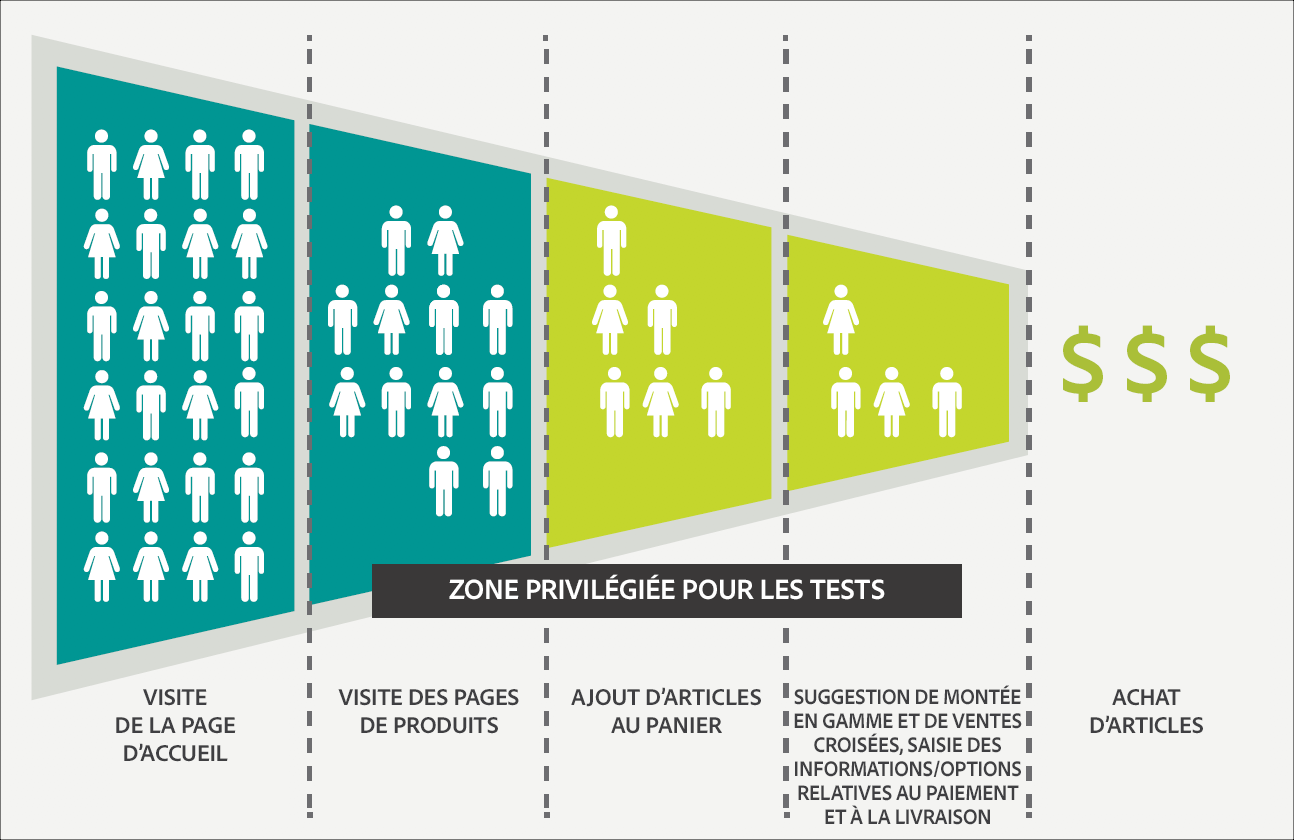 $ $ $
ZONE PRIVILÉGIÉE POUR LES TESTS
VISITE
DE LA PAGE
D’ACCUEIL
VISITE DES PAGES
DE PRODUITS
AJOUT D’ARTICLES
AU PANIER
SUGGESTION DE MONTÉE
EN GAMME ET DE VENTES
CROISÉES, SAISIE DES
INFORMATIONS/OPTIONS
RELATIVES AU PAIEMENT
ET À LA LIVRAISON
ACHAT
D’ARTICLES